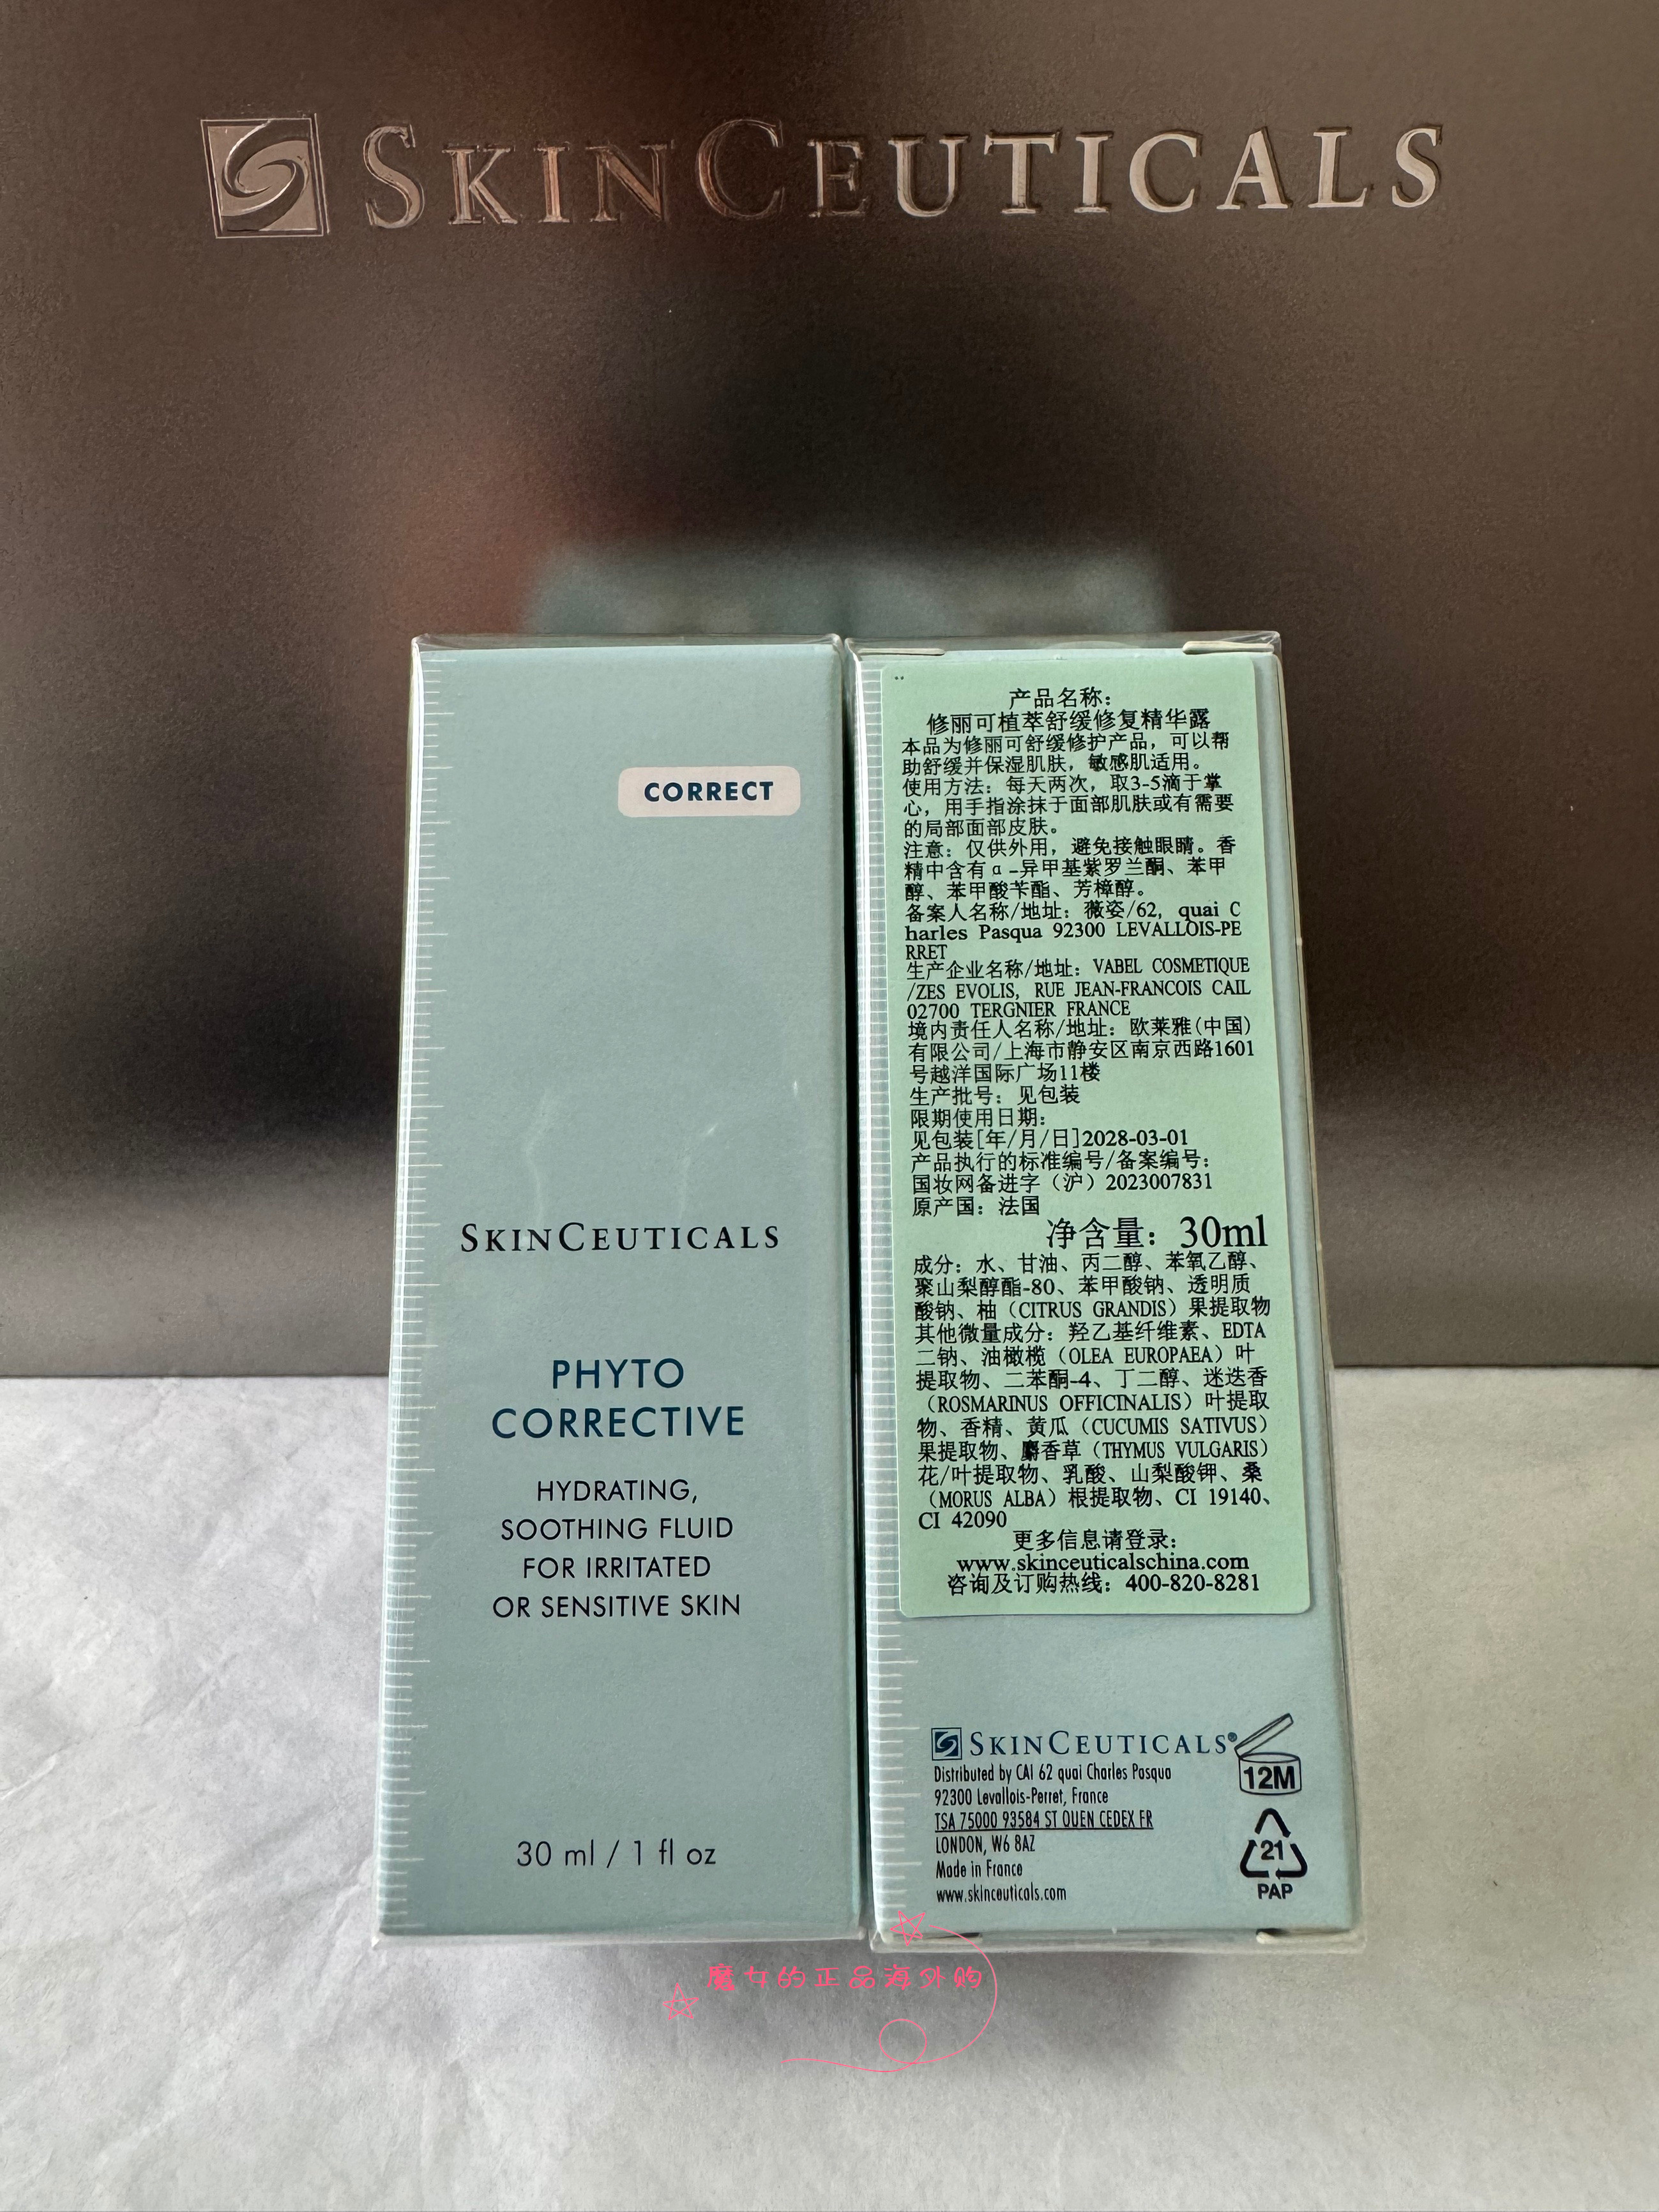 SKINCEUTICALS
CORRECT
SKINCEUTICALS
PHYTO
CORRECTIVE
HYDRATING,
SOOTHING FLUID
FOR IRRITATED
OR SENSITIVE SKIN
30 ml / 1 fl oz
产品名称：
修丽可植萃舒缓修复精华露
本品为修丽可舒缓修护产品，可以帮
助舒缓并保湿肌肤，敏感肌适用。
使用方法：每天两次，取3-5滴于掌
心，用手指涂抹于面部肌肤或有需要
的局部面部皮肤。
注意：仅供外用，避免接触眼睛。香
精中含有α-异甲基紫罗兰酮、苯甲
醇、苯甲酸苄酯、芳樟醇。
备案人名称/地址：薇姿/62, quai C
harles Pasqua 92300 LEVALLOIS-PE
RRET
生产企业名称/地址：VABEL COSMETIQUE
/ZES EVOLIS, RUE JEAN-FRANCOIS CAIL
02700 TERGNIER FRANCE
境内责任人名称/地址：欧莱雅(中国)
有限公司/上海市静安区南京西路1601
号越洋国际广场11楼
生产批号：见包装
限期使用日期：
见包装[年/月/日]2028-03-01
产品执行的标准编号/备案编号：
国妆网备进字（沪）2023007831
原产国：法国
净含量：30ml
成分：水、甘油、丙二醇、苯氧乙醇、
聚山梨醇酯-80、苯甲酸钠、透明质
酸钠、柚（CITRUS GRANDIS）果提取物
其他微量成分：羟乙基纤维素、EDTA
二钠、油橄榄（OLEA EUROPAEA）叶
提取物、二苯酮-4、丁二醇、迷迭香
（ROSMARINUS OFFICINALIS）叶提取
物、香精、黄瓜（CUCUMIS SATIVUS）
果提取物、麝香草（THYMUS VULGARIS）
花/叶提取物、乳酸、山梨酸钾、桑
（MORUS ALBA）根提取物、CI 19140、
CI 42090
更多信息请登录：
www.skinceuticalschina.com
咨询及订购热线：400-820-8281
SKINCEUTICALS®
Distributed by CAI 62 quai Charles Pasqua
92300 Levallois-Perret, France
TSA 75000 93584 ST OUEN CEDEX FR
LONDON, W6 8AZ
Made in France
www.skinceuticals.com
12M
21
PAP
魔女的正品海外购